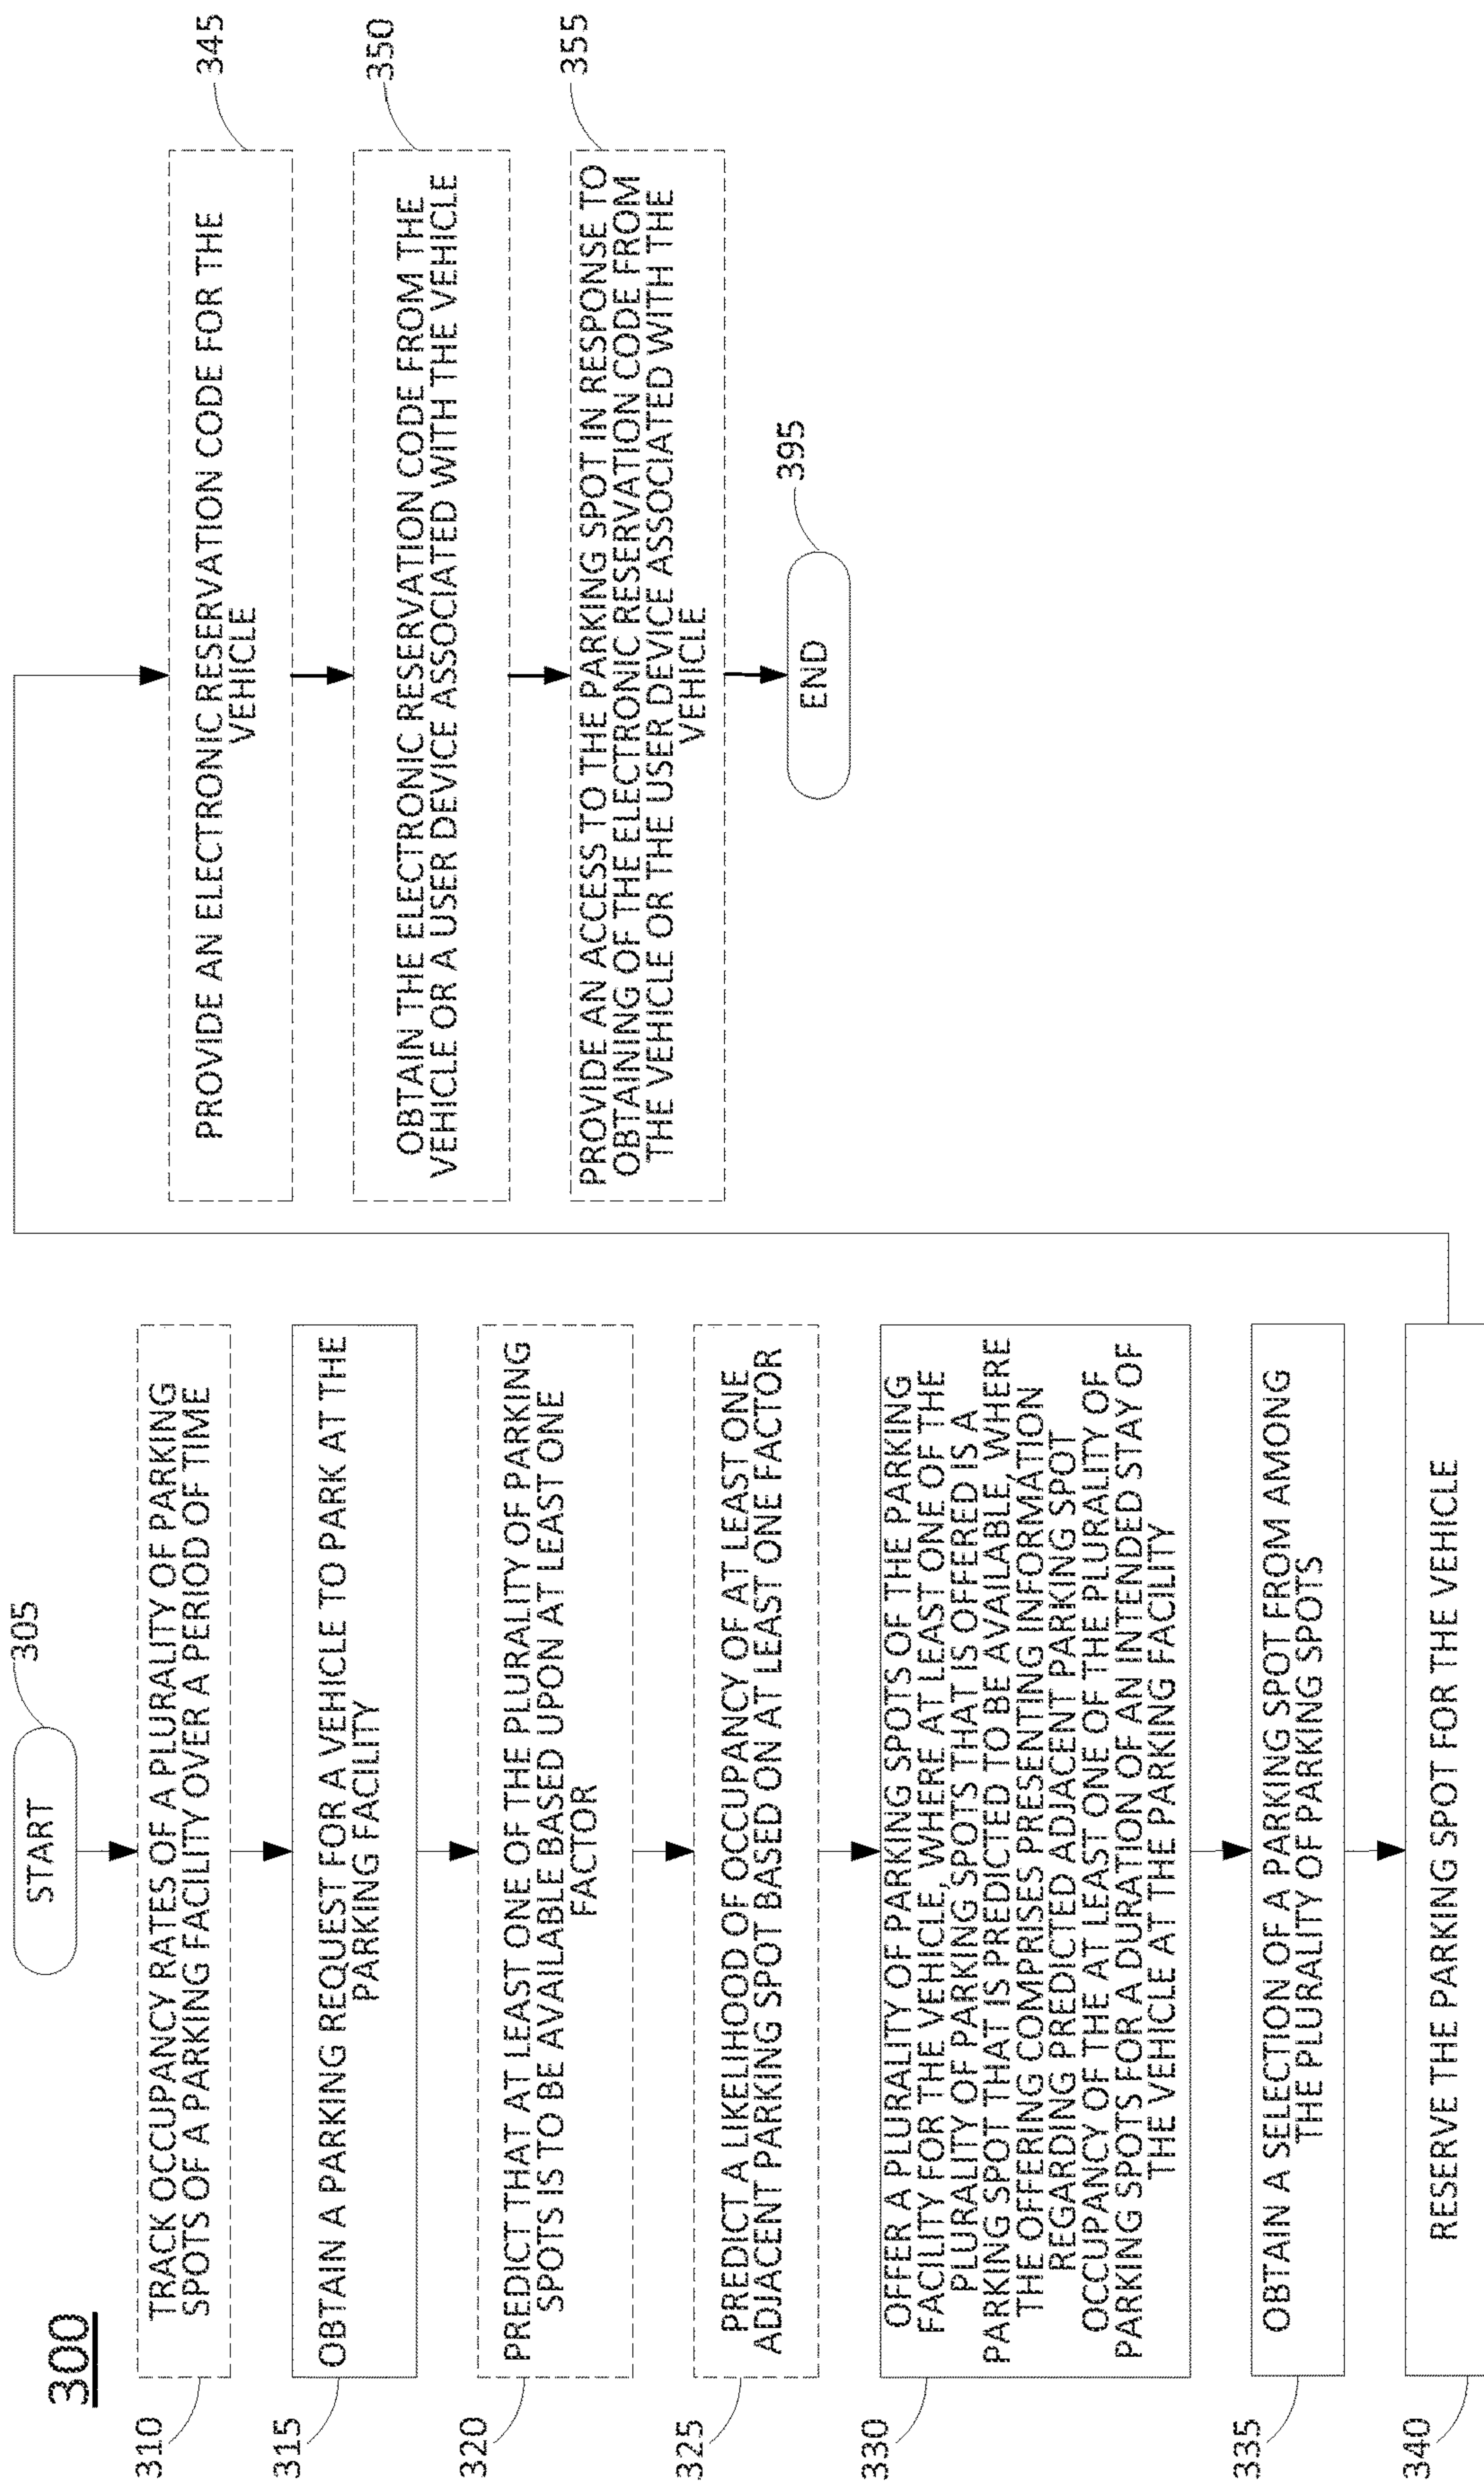 300
START
305
310
TRACK OCCUPANCY RATES OF A PLURALITY OF PARKING
SPOTS OF A PARKING FACILITY OVER A PERIOD OF TIME
315
OBTAIN A PARKING REQUEST FOR A VEHICLE TO PARK AT THE
PARKING FACILITY
320
PREDICT THAT AT LEAST ONE OF THE PLURALITY OF PARKING
SPOTS IS TO BE AVAILABLE BASED UPON AT LEAST ONE
FACTOR
325
PREDICT A LIKELIHOOD OF OCCUPANCY OF AT LEAST ONE
ADJACENT PARKING SPOT BASED ON AT LEAST ONE FACTOR
330
OFFER A PLURALITY OF PARKING SPOTS OF THE PARKING
FACILITY FOR THE VEHICLE, WHERE AT LEAST ONE OF THE
PLURALITY OF PARKING SPOTS THAT IS OFFERED IS A
PARKING SPOT THAT IS PREDICTED TO BE AVAILABLE, WHERE
THE OFFERING COMPRISES PRESENTING INFORMATION
REGARDING PREDICTED ADJACENT PARKING SPOT
OCCUPANCY OF THE AT LEAST ONE OF THE PLURALITY OF
PARKING SPOTS FOR A DURATION OF AN INTENDED STAY OF
THE VEHICLE AT THE PARKING FACILITY
335
OBTAIN A SELECTION OF A PARKING SPOT FROM AMONG
THE PLURALITY OF PARKING SPOTS
340
RESERVE THE PARKING SPOT FOR THE VEHICLE
345
PROVIDE AN ELECTRONIC RESERVATION CODE FOR THE
VEHICLE
350
OBTAIN THE ELECTRONIC RESERVATION CODE FROM THE
VEHICLE OR A USER DEVICE ASSOCIATED WITH THE VEHICLE
355
PROVIDE AN ACCESS TO THE PARKING SPOT IN RESPONSE TO
OBTAINING OF THE ELECTRONIC RESERVATION CODE FROM
THE VEHICLE OR THE USER DEVICE ASSOCIATED WITH THE
VEHICLE
END
395